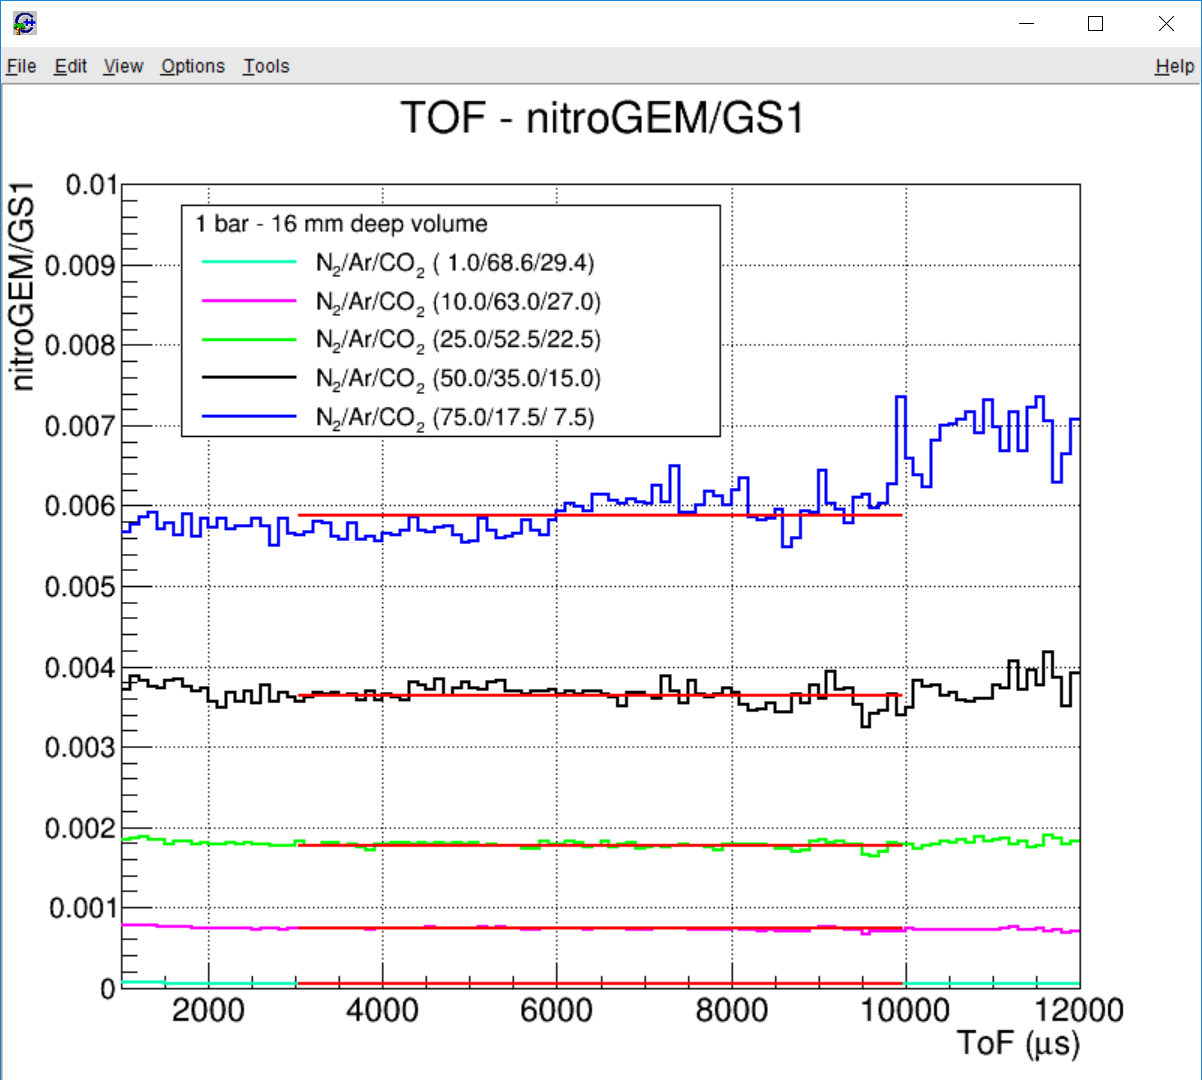 File Edit View Options Tools Help
TOF - nitroGEM/GS1
nitroGEM/GS1
0.01
0.009
0.008
0.007
0.006
0.005
0.004
0.003
0.002
0.001
0
1 bar - 16 mm deep volume
N₂/Ar/CO₂ ( 1.0/68.6/29.4)
N₂/Ar/CO₂ (10.0/63.0/27.0)
N₂/Ar/CO₂ (25.0/52.5/22.5)
N₂/Ar/CO₂ (50.0/35.0/15.0)
N₂/Ar/CO₂ (75.0/17.5/ 7.5)
2000 4000 6000 8000 10000 12000
ToF (μs)